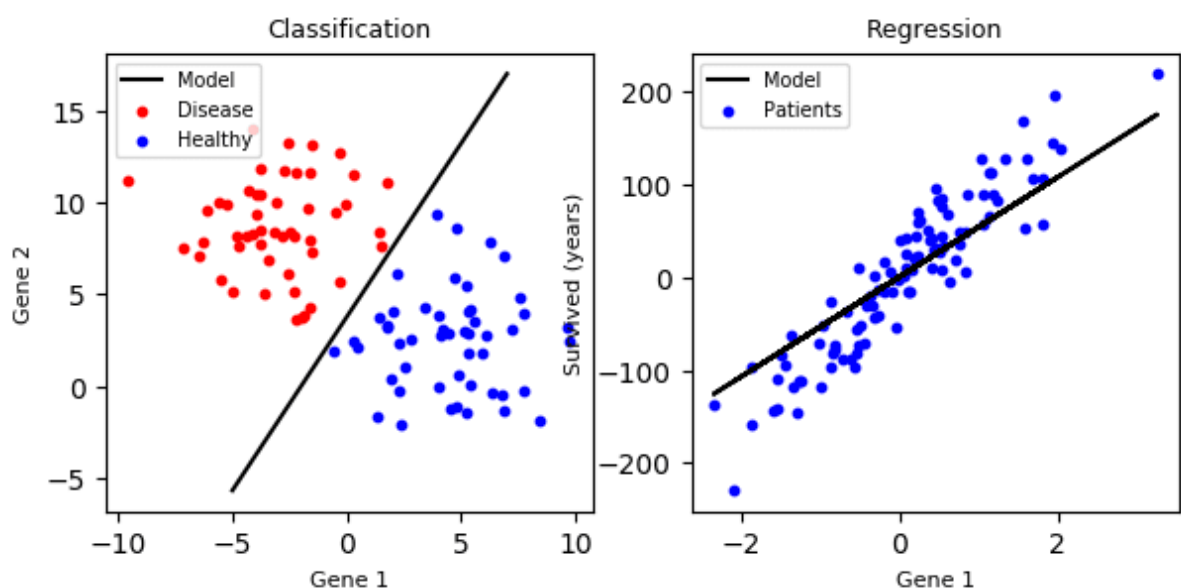 Classification
Model
Disease
Healthy
15
10
5
0
−5
Gene 2
−10
−5
0
5
10
Gene 1
Regression
Model
Patients
200
100
0
−100
−200
Survived (years)
−2
0
2
Gene 1